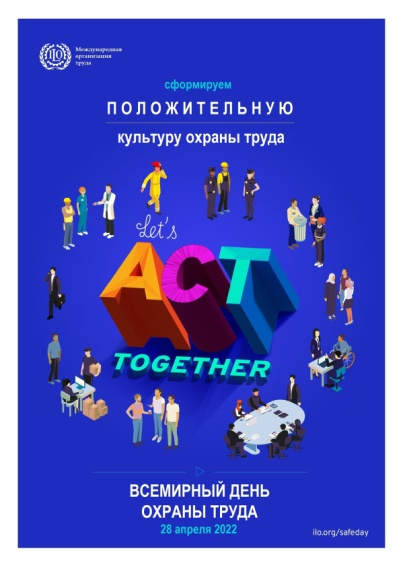 Международная
организация
труда
сформируем
ПОЛОЖИТЕЛЬНУЮ
культуру охраны труда
Let's
ACT
TOGETHER
ВСЕМИРНЫЙ ДЕНЬ
ОХРАНЫ ТРУДА
28 апреля 2022
ilo.org/safeday